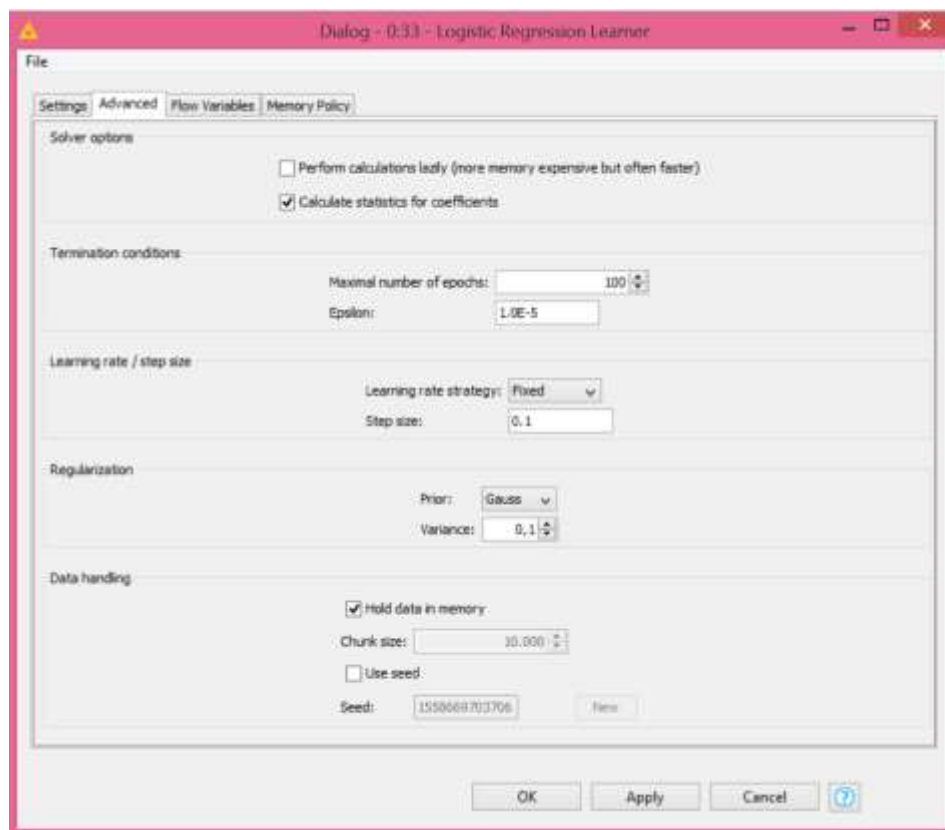 Dialog - 0:33 - Logistic Regression Learner
File
Settings Advanced Flow Variables Memory Policy
Solver options
Perform calculations lazily (more memory expensive but often faster)
Calculate statistics for coefficients
Termination conditions
Maximal number of epochs: 100
Epsilon: 1.0E-5
Learning rate / step size
Learning rate strategy: Fixed
Step size: 0.1
Regularization
Prior: Gauss
Variance: 0,1
Data handling
Hold data in memory
Chunk size: 10.000
Use seed
Seed: 1558669703706 New
OK Apply Cancel ?